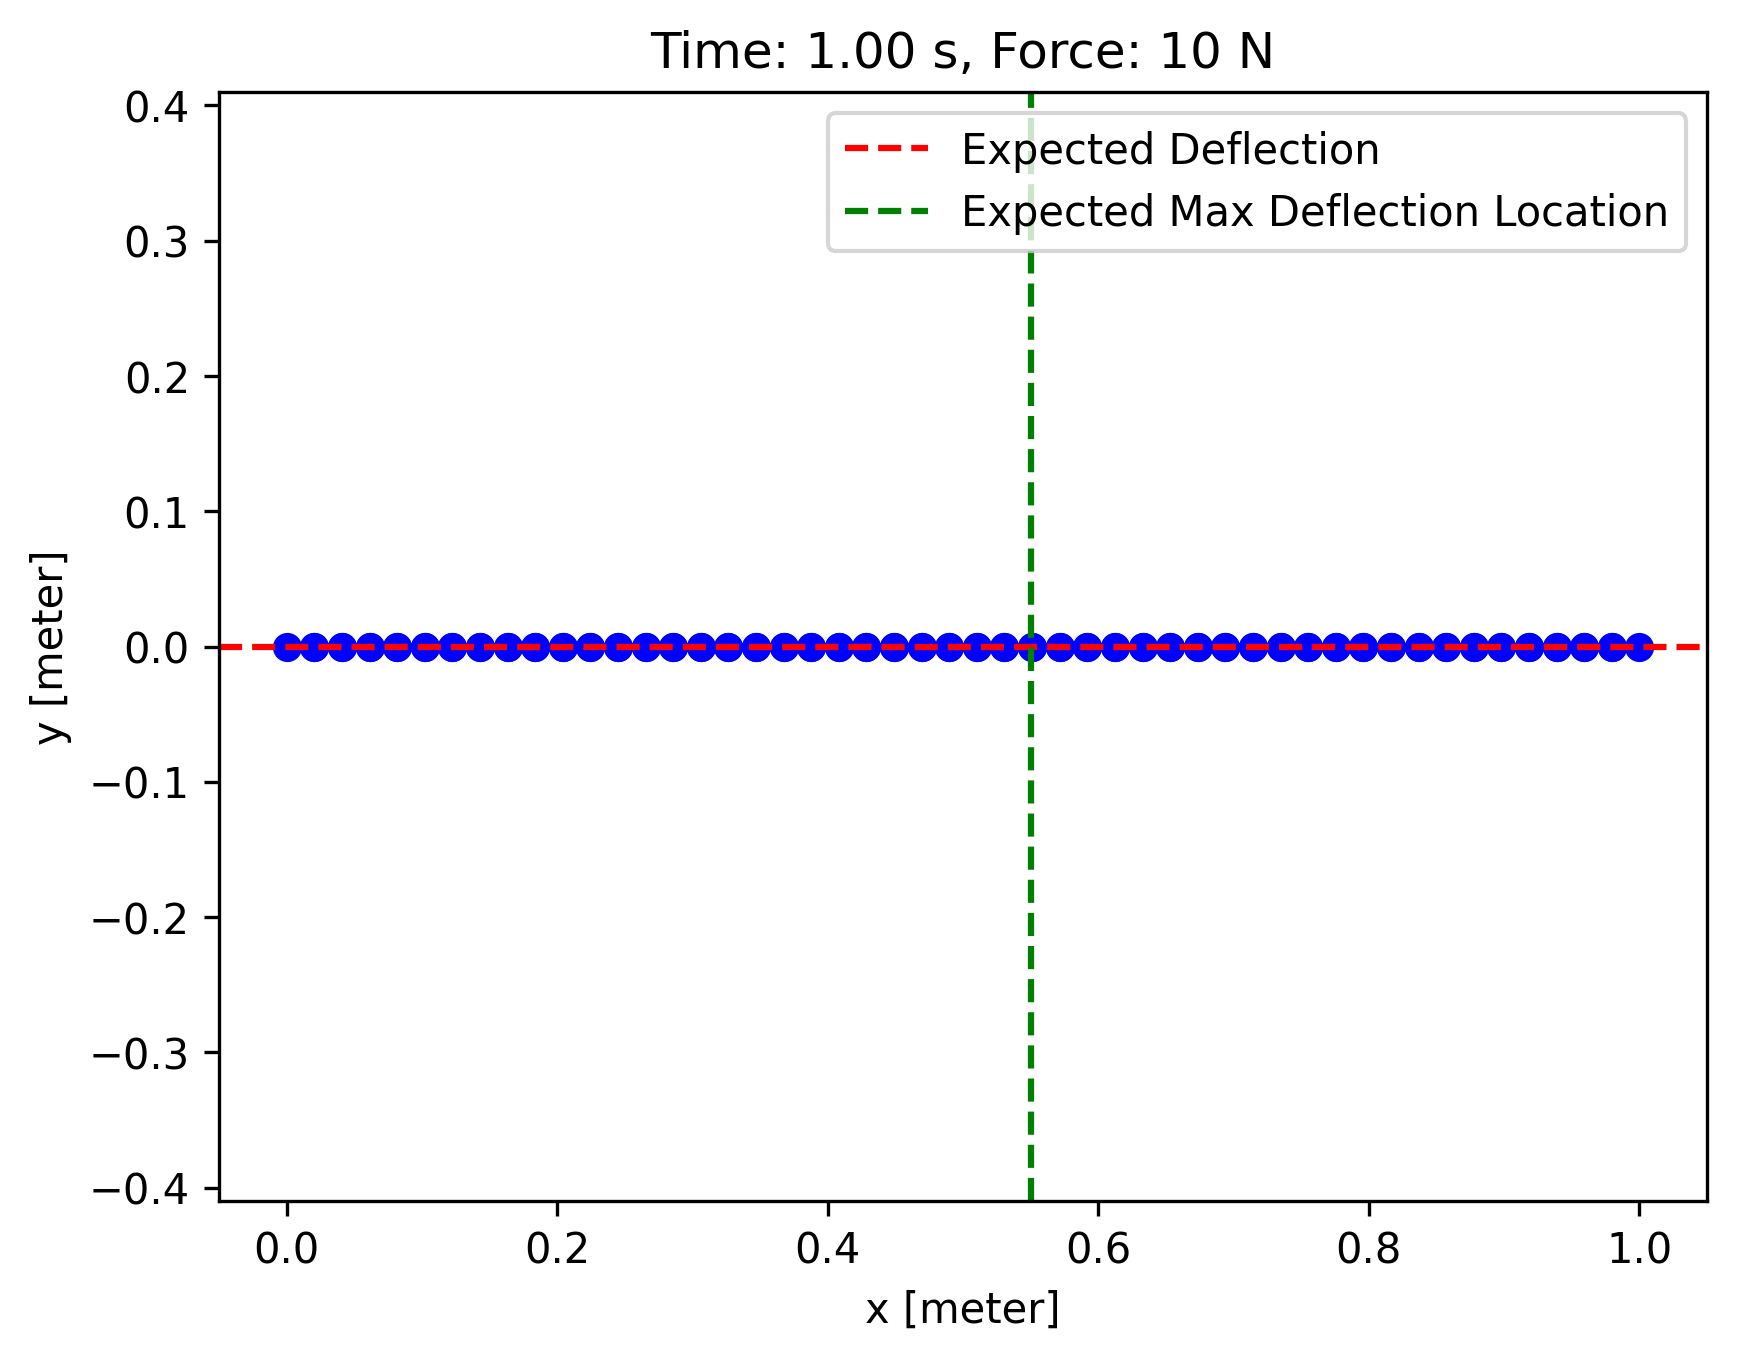 Time: 1.00 s, Force: 10 N
Expected Deflection
Expected Max Deflection Location
0.4
0.3
0.2
0.1
0.0
−0.1
−0.2
−0.3
−0.4
y [meter]
0.0 0.2 0.4 0.6 0.8 1.0
x [meter]